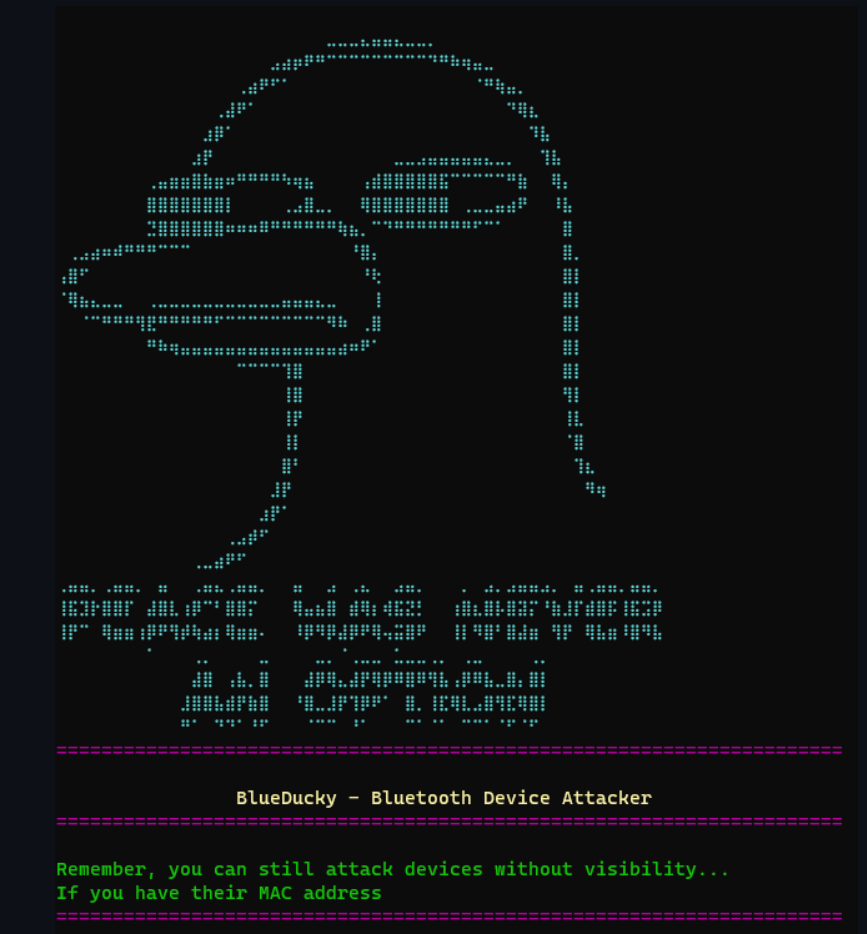 PEACE WAS NEVER
AN OPTION
BlueDucky - Bluetooth Device Attacker
Remember, you can still attack devices without visibility...
If you have their MAC address